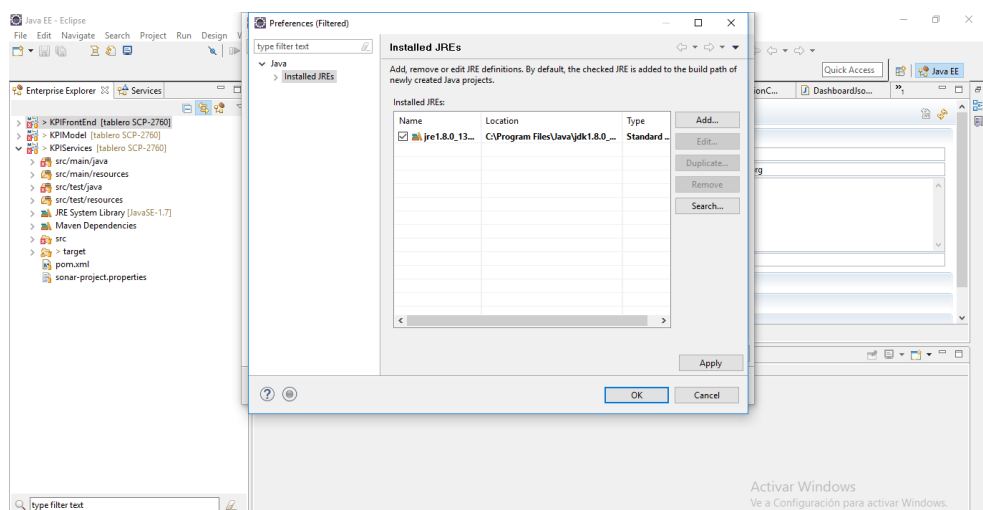 Java EE - Eclipse
File Edit Navigate Search Project Run Design
Quick Access
Java EE
Enterprise Explorer
Services
> KPIFrontEnd [tablero SCP-2760]
> KPIModel [tablero SCP-2760]
> KPIServices [tablero SCP-2760]
src/main/java
src/main/resources
src/test/java
src/test/resources
JRE System Library [JavaSE-1.7]
Maven Dependencies
src
> target
pom.xml
sonar-project.properties
type filter text
Preferences (Filtered)
type filter text
Java
Installed JREs
Installed JREs
Add, remove or edit JRE definitions. By default, the checked JRE is added to the build path of
newly created Java projects.
Installed JREs:
Name Location Type
jre1.8.0_13... C:\Program Files\Java\jdk1.8.0_... Standard ...
Add...
Edit...
Duplicate...
Remove
Search...
Apply
OK Cancel
ionC...
DashboardJso...
»1
rg
Activar Windows
Ve a Configuración para activar Windows.